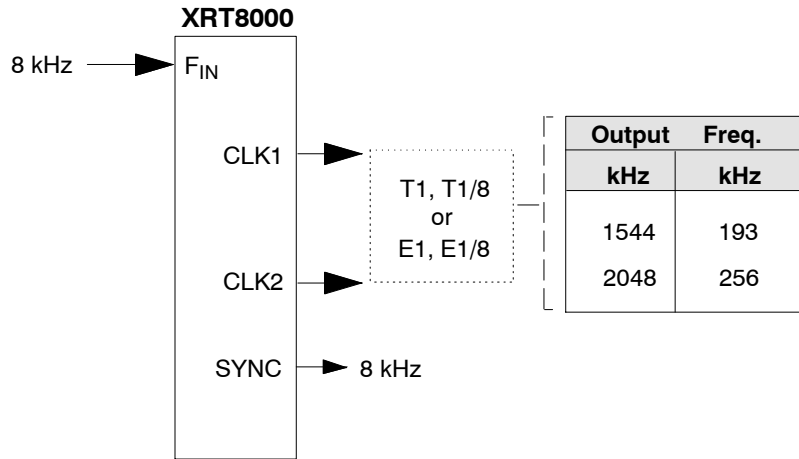 XRT8000
8 kHz
FIN
CLK1
T1, T1/8
or
E1, E1/8
CLK2
SYNC
8 kHz
Output Freq.
kHz kHz
1544 193
2048 256